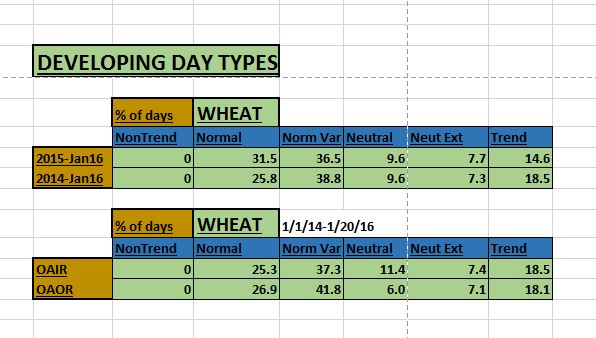 DEVELOPING DAY TYPES
% of days WHEAT
NonTrend Normal Norm Var Neutral Neut Ext Trend
2015-Jan16 0 31.5 36.5 9.6 7.7 14.6
2014-Jan16 0 25.8 38.8 9.6 7.3 18.5
% of days WHEAT 1/1/14-1/20/16
NonTrend Normal Norm Var Neutral Neut Ext Trend
OAIR 0 25.3 37.3 11.4 7.4 18.5
OAOR 0 26.9 41.8 6.0 7.1 18.1